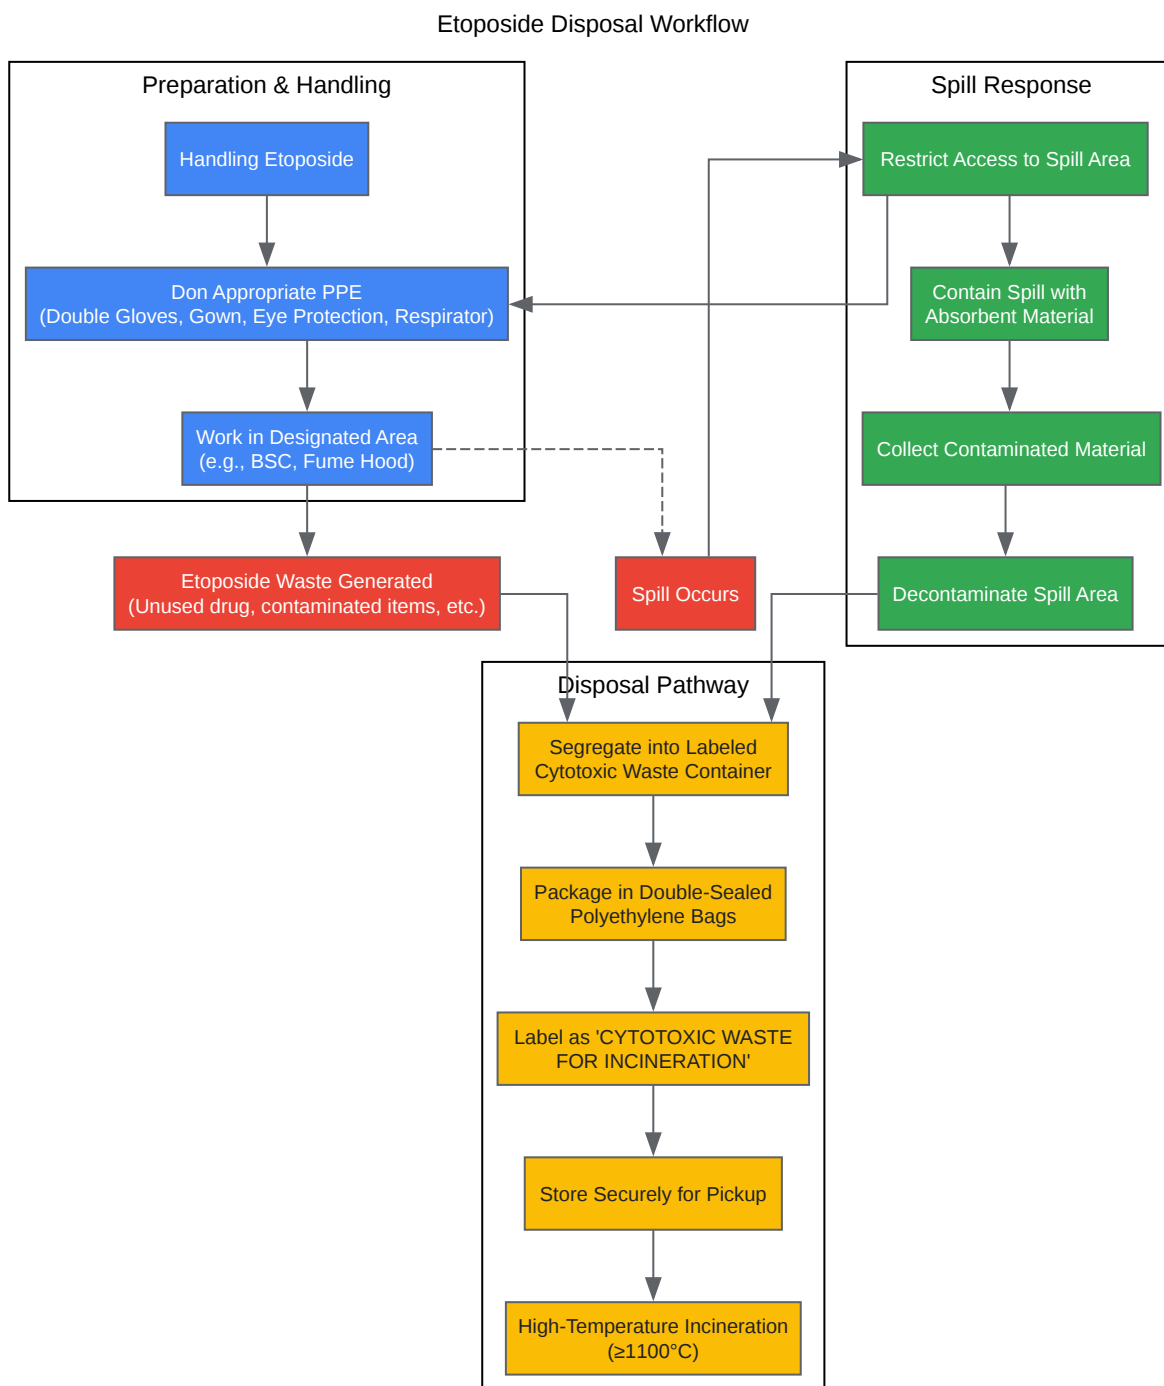 Etoposide Disposal Workflow
Preparation & Handling
Handling Etoposide
Don Appropriate PPE
(Double Gloves, Gown, Eye Protection, Respirator)
Work in Designated Area
(e.g., BSC, Fume Hood)
Etoposide Waste Generated
(Unused drug, contaminated items, etc.)
Spill Occurs
Spill Response
Restrict Access to Spill Area
Contain Spill with
Absorbent Material
Collect Contaminated Material
Decontaminate Spill Area
Disposal Pathway
Segregate into Labeled
Cytotoxic Waste Container
Package in Double-Sealed
Polyethylene Bags
Label as 'CYTOTOXIC WASTE
FOR INCINERATION'
Store Securely for Pickup
High-Temperature Incineration
(≥1100°C)